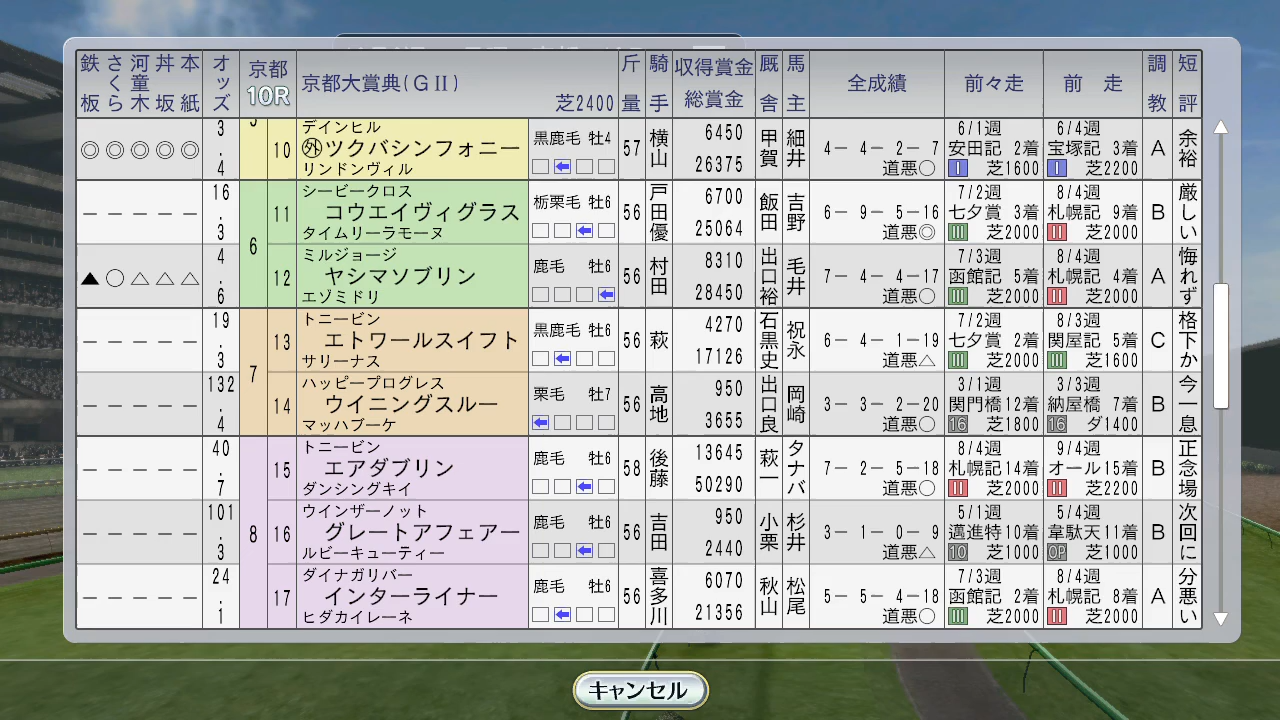 鉄板 さくら 河童木 丼坂 本紙 オッズ 京都10R 京都大賞典(GⅡ) 芝2400 斤量 騎手 収得賞金 総賞金 厩舎 馬主 全成績 前々走 前 走 調教 短評
◎ ◎ ◎ ◎ ◎ 3.4 10 デインヒル 黒鹿毛 牡4 57 横山 6450 甲賀 細井 4- 4- 2- 7 6/1週 6/4週 A 余裕
外ツクバシンフォニー 安田記 2着 宝塚記 3着
リンドンヴィル ← 26375 道悪○ Ⅰ 芝1600 Ⅰ 芝2200
- - - - - 16.3 6 11 シービークロス 栃栗毛 牡6 56 戸田優 6700 飯田 吉野 6- 9- 5-16 7/2週 8/4週 B 厳しい
コウエイヴィグラス 七夕賞 3着 札幌記 9着
タイムリーラモーヌ ← 25064 道悪◎ Ⅲ 芝2000 Ⅱ 芝2000
▲ ○ △ △ △ 4.6 12 ミルジョージ 鹿毛 牡6 56 村田 8310 出口裕 毛井 7- 4- 4-17 7/3週 8/4週 A 悔れず
ヤシマソブリン 函館記 5着 札幌記 4着
エゾミドリ ← 28450 道悪○ Ⅲ 芝2000 Ⅱ 芝2000
- - - - - 19.3 7 13 トニービン 黒鹿毛 牡6 56 萩 4270 石黒史 祝永 6- 4- 1-19 7/2週 8/3週 C 格下か
エトワールスイフト 七夕賞 6着 関屋記 5着
サリーナス ← 17126 道悪△ Ⅲ 芝2000 Ⅲ 芝1600
- - - - - 132.4 14 ハッピープログレス 栗毛 牡7 56 高地 950 出口良 岡崎 3- 3- 2-20 3/1週 3/3週 B 今一息
ウイニングスルー 関門橋12着 納屋橋 7着
マッハブーケ ← 3655 道悪○ 16 芝1800 16 ダ1400
- - - - - 40.7 8 15 トニービン 鹿毛 牡6 58 後藤 13645 萩一 タナバ 7- 2- 5-18 8/4週 9/4週 B 正念場
エアダブリン 札幌記14着 オール15着
ダンシングキイ ← 50290 道悪○ Ⅱ 芝2000 Ⅱ 芝2200
- - - - - 101.3 16 ウインザーノット 鹿毛 牡6 56 吉田 950 小栗 杉井 3- 1- 0- 9 5/1週 5/4週 B 次回に
グレートアフェアー 邁進特10着 韋駄天11着
ルビーキューティー ← 2440 道悪△ 10 芝1000 OP 芝1000
- - - - - 24.1 17 ダイナガリバー 鹿毛 牡6 56 喜多川 6070 秋山 松尾 5- 5- 4-18 7/3週 8/4週 A 分悪い
インターライナー 函館記 2着 札幌記 8着
ヒダカイレーネ ← 21356 道悪○ Ⅲ 芝2000 Ⅱ 芝2000
キャンセル